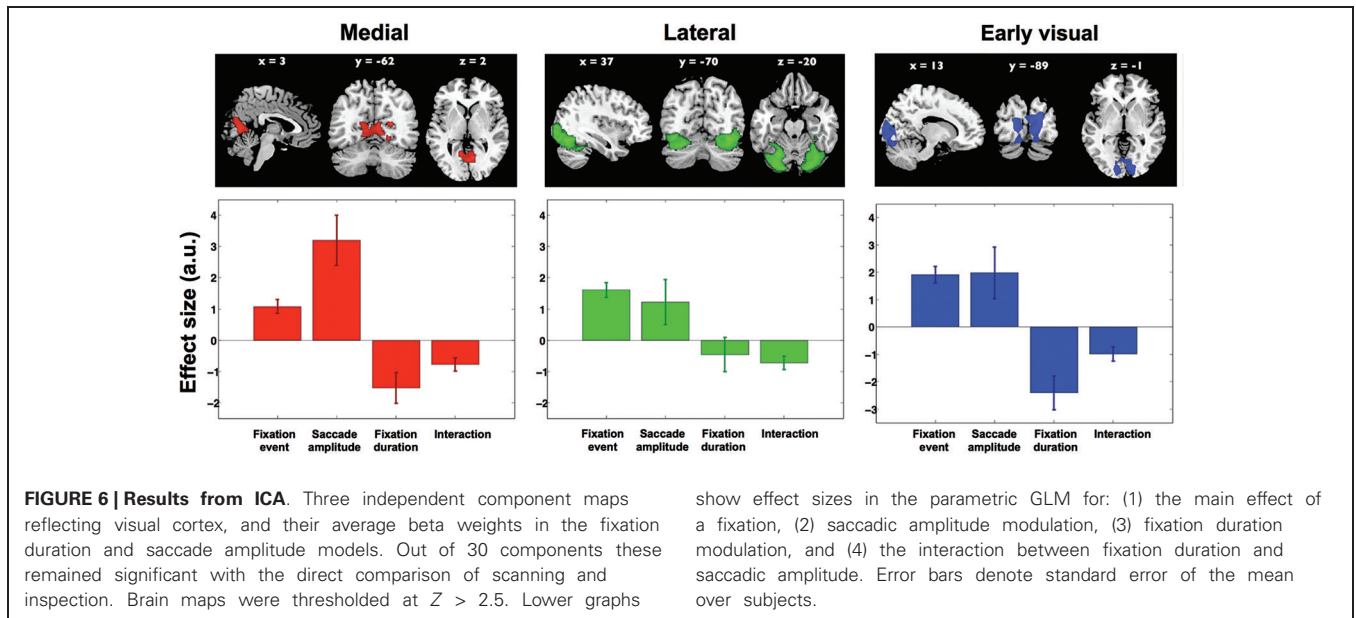 Medial
Lateral
Early visual
x = 3
y = -62
z = 2
x = 37
y = -70
z = -20
x = 13
y = -89
z = -1
Effect size (a.u.)
4
3
2
1
0
-1
-2
Fixation
event
Saccade
amplitude
Fixation
duration
Interaction
4
3
2
1
0
-1
-2
Fixation
event
Saccade
amplitude
Fixation
duration
Interaction
4
3
2
1
0
-1
-2
-3
Fixation
event
Saccade
amplitude
Fixation
duration
Interaction
FIGURE 6 | Results from ICA. Three independent component maps
reflecting visual cortex, and their average beta weights in the fixation
duration and saccade amplitude models. Out of 30 components these
remained significant with the direct comparison of scanning and
inspection. Brain maps were thresholded at Z > 2.5. Lower graphs
show effect sizes in the parametric GLM for: (1) the main effect of
a fixation, (2) saccadic amplitude modulation, (3) fixation duration
modulation, and (4) the interaction between fixation duration and
saccadic amplitude. Error bars denote standard error of the mean
over subjects.